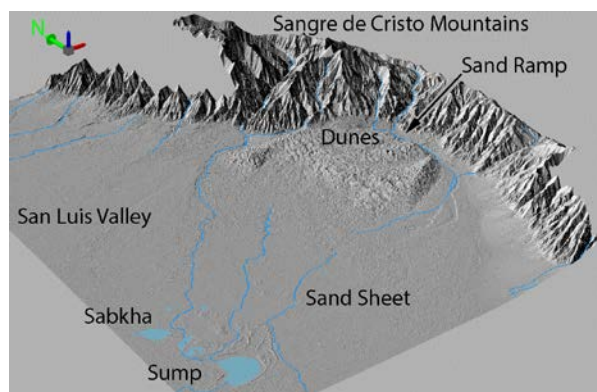 Sangre de Cristo Mountains
N
Sand Ramp
Dunes
San Luis Valley
Sand Sheet
Sabkha
Sump